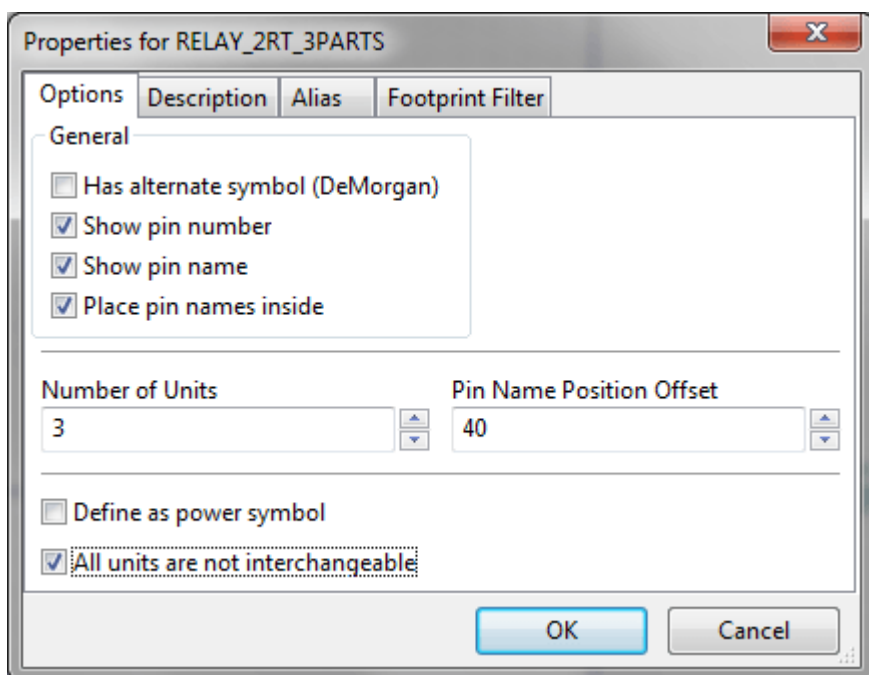 Properties for RELAY_2RT_3PARTS
Options Description Alias Footprint Filter
General
Has alternate symbol (DeMorgan)
Show pin number
Show pin name
Place pin names inside
Number of Units Pin Name Position Offset
3 40
Define as power symbol
All units are not interchangeable
OK Cancel